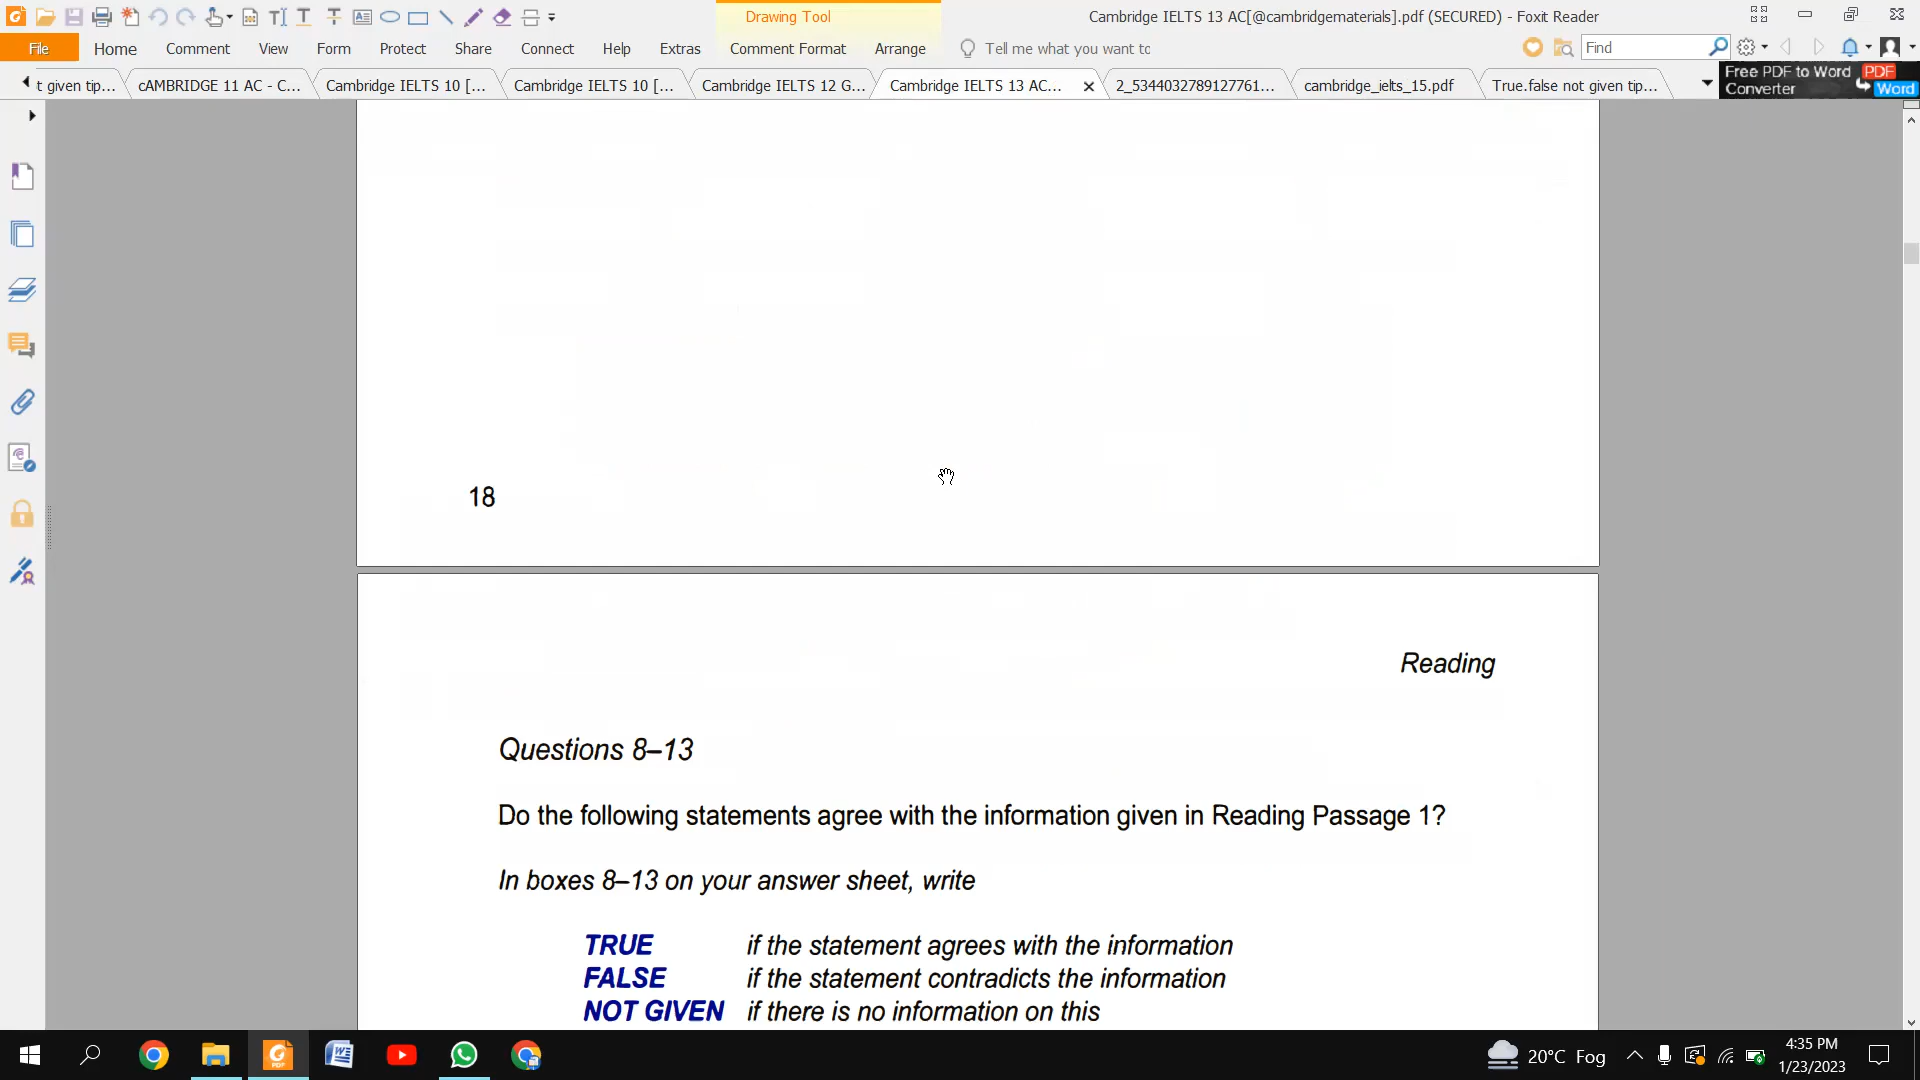 Drawing Tool
Cambridge IELTS 13 AC[@cambridgematerials].pdf (SECURED) - Foxit Reader
File Home Comment View Form Protect Share Connect Help Extras Comment Format Arrange Tell me what you want to Find
t given tip... cAMBRIDGE 11 AC - C... Cambridge IELTS 10 [... Cambridge IELTS 10 [... Cambridge IELTS 12 G... Cambridge IELTS 13 AC... 2_5344032789127761... cambridge_ielts_15.pdf True.false not given tip...
Free PDF to Word Converter
PDF
Word
18
Reading
Questions 8–13
Do the following statements agree with the information given in Reading Passage 1?
In boxes 8–13 on your answer sheet, write
TRUE if the statement agrees with the information
FALSE if the statement contradicts the information
NOT GIVEN if there is no information on this
20°C Fog
4:35 PM
1/23/2023